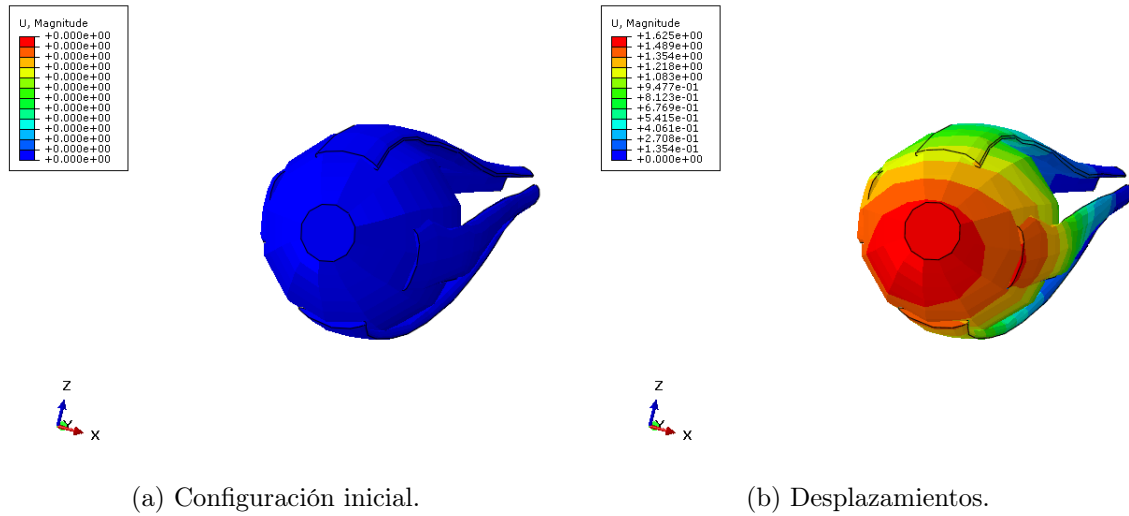 U, Magnitude
+0.000e+00
+0.000e+00
+0.000e+00
+0.000e+00
+0.000e+00
+0.000e+00
+0.000e+00
+0.000e+00
+0.000e+00
+0.000e+00
+0.000e+00
+0.000e+00
+0.000e+00
Z
Y
X
(a) Configuración inicial.
U, Magnitude
+1.625e+00
+1.489e+00
+1.354e+00
+1.218e+00
+1.083e+00
+9.477e-01
+8.123e-01
+6.769e-01
+5.415e-01
+4.061e-01
+2.708e-01
+1.354e-01
+0.000e+00
Z
Y
X
(b) Desplazamientos.